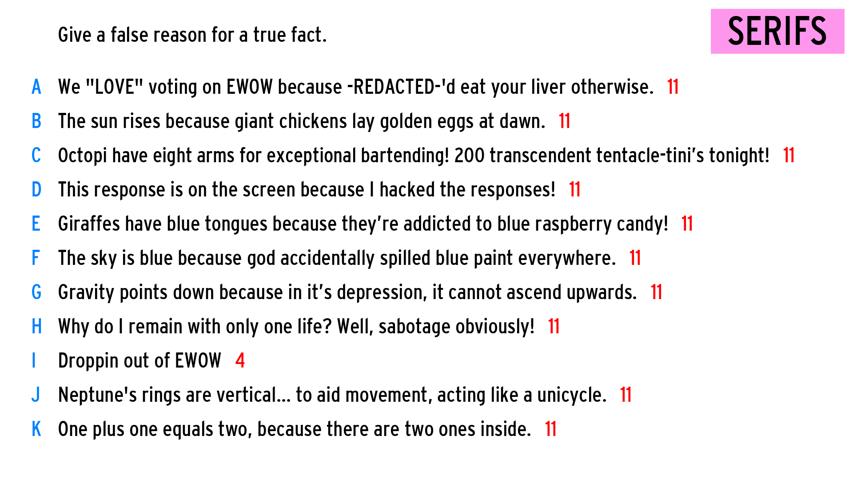 Give a false reason for a true fact.
SERIFS
A We "LOVE" voting on EWOW because -REDACTED-'d eat your liver otherwise. 11
B The sun rises because giant chickens lay golden eggs at dawn. 11
C Octopi have eight arms for exceptional bartending! 200 transcendent tentacle-tini’s tonight! 11
D This response is on the screen because I hacked the responses! 11
E Giraffes have blue tongues because they’re addicted to blue raspberry candy! 11
F The sky is blue because god accidentally spilled blue paint everywhere. 11
G Gravity points down because in it’s depression, it cannot ascend upwards. 11
H Why do I remain with only one life? Well, sabotage obviously! 11
I Droppin out of EWOW 4
J Neptune's rings are vertical... to aid movement, acting like a unicycle. 11
K One plus one equals two, because there are two ones inside. 11